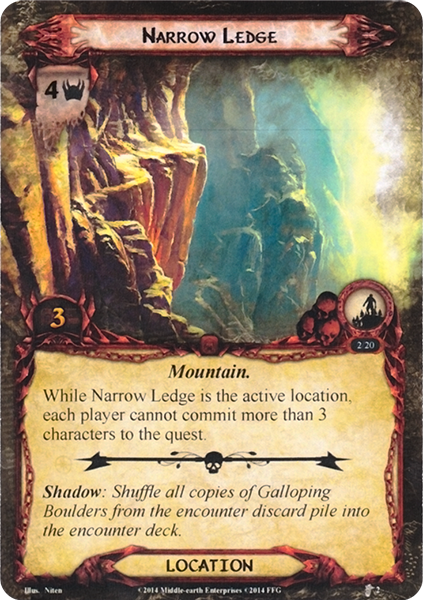 NARROW LEDGE
4
3
2/20
Mountain.
While Narrow Ledge is the active location,
each player cannot commit more than 3
characters to the quest.
Shadow: Shuffle all copies of Galloping
Boulders from the encounter discard pile into
the encounter deck.
LOCATION
Illus. Niten ©2014 Middle-earth Enterprises ©2014 FFG 2